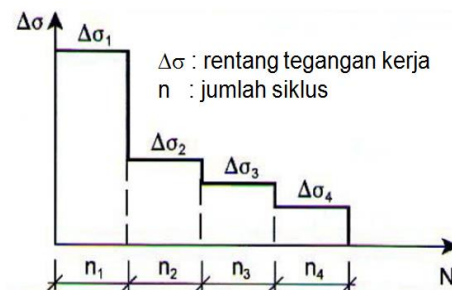 Δσ
Δσ₁
Δσ : rentang tegangan kerja
n : jumlah siklus
Δσ₂
Δσ₃
Δσ₄
n₁ n₂ n₃ n₄ N